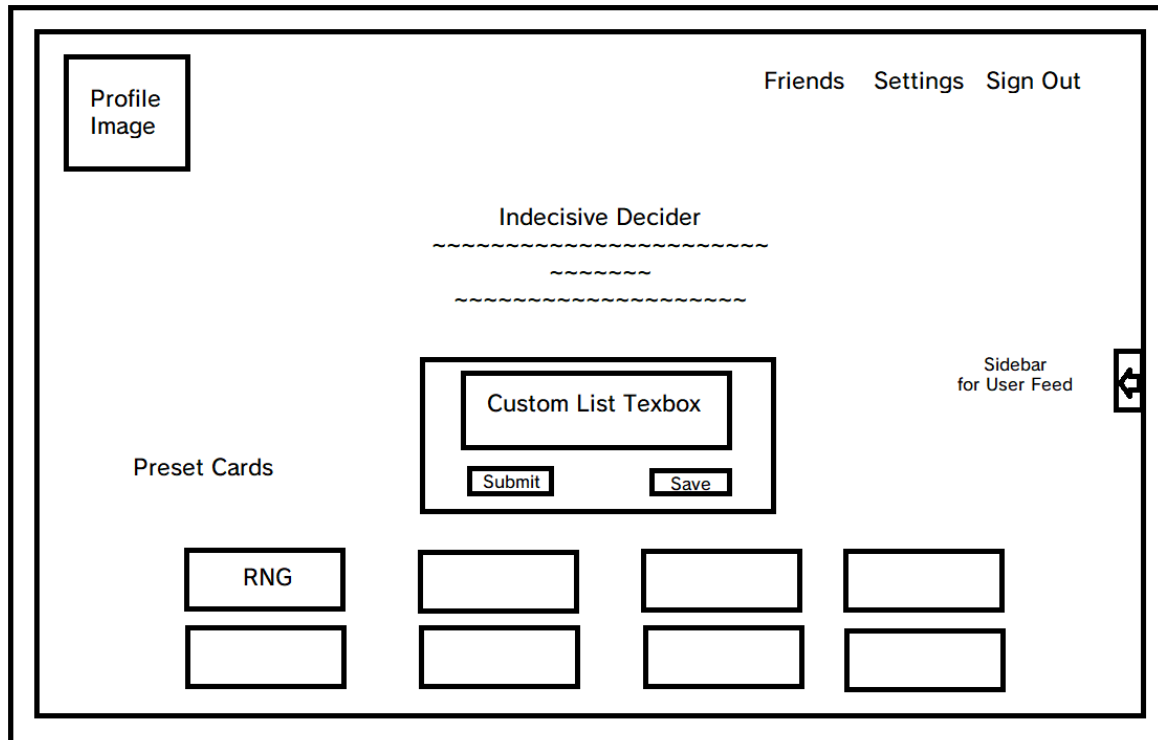 Profile
Image
Friends Settings Sign Out
Indecisive Decider
~~~~~~~~~~~~~~~~~~~~~~~
~~~~~~~
~~~~~~~~~~~~~~~~~~~~
Sidebar
for User Feed
Custom List Texbox
Submit Save
Preset Cards
RNG